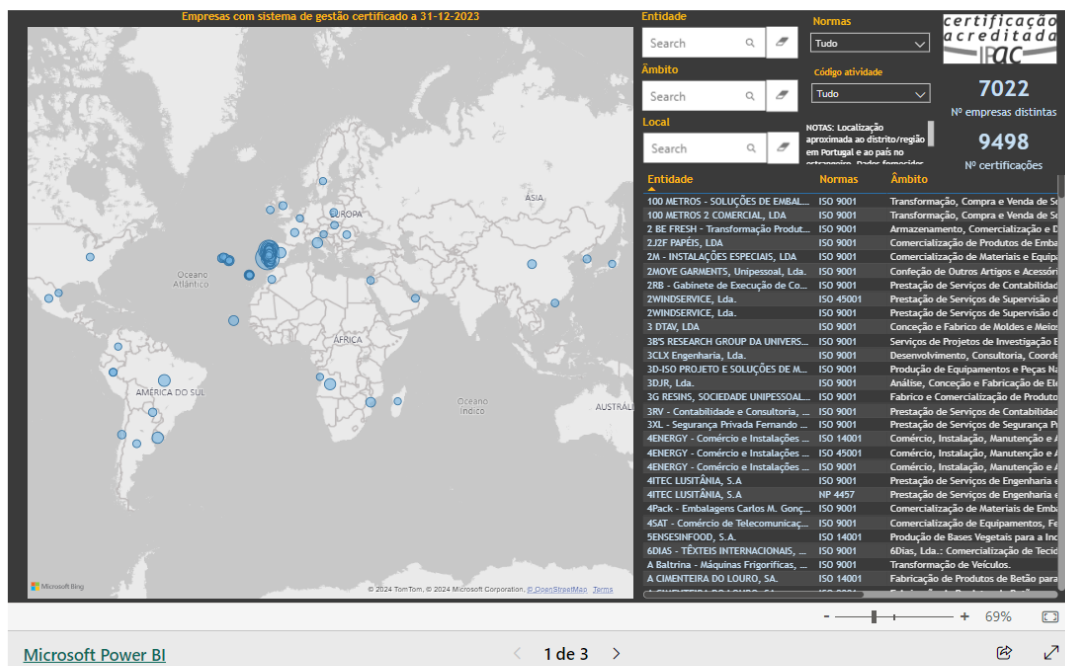 Empresas com sistema de gestão certificado a 31-12-2023
EUROPA
ÁSIA
Oceano
Atlântico
ÁFRICA
AMÉRICA DO SUL
Oceano
Índico
AUSTRÁL
Microsoft Bing
© 2024 TomTom, © 2024 Microsoft Corporation, © OpenStreetMap Terms
Entidade
Search
Âmbito
Search
Local
Search
Normas
Tudo
Código atividade
Tudo
NOTAS: Localização
aproximada ao distrito/região
em Portugal e ao país no
estrangeiro. Dados fornecidos
certificação
acreditada
IPAC
7022
Nº empresas distintas
9498
Nº certificações
Entidade Normas Âmbito
100 METROS - SOLUÇÕES DE EMBAL... ISO 9001 Transformação, Compra e Venda de So
100 METROS 2 COMERCIAL, LDA ISO 9001 Transformação, Compra e Venda de So
2 BE FRESH - Transformação Produt... ISO 9001 Armazenamento, Comercialização e D
2J2F PAPÉIS, LDA ISO 9001 Comercialização de Produtos de Emba
2M - INSTALAÇÕES ESPECIAIS, LDA ISO 9001 Comercialização de Materiais e Equipa
2MOVE GARMENTS, Unipessoal, Lda. ISO 9001 Confeção de Outros Artigos e Acessóri
2RB - Gabinete de Execução de Co... ISO 9001 Prestação de Serviços de Contabilidad
2WINDSERVICE, Lda. ISO 45001 Prestação de Serviços de Supervisão d
2WINDSERVICE, Lda. ISO 9001 Prestação de Serviços de Supervisão d
3 DTAV, LDA ISO 9001 Conceção e Fabrico de Moldes e Meios
3B'S RESEARCH GROUP DA UNIVERS... ISO 9001 Serviços de Projetos de Investigação E
3CLX Engenharia, Lda. ISO 9001 Desenvolvimento, Consultoria, Coorde
3D-ISO PROJETO E SOLUÇÕES DE M... ISO 9001 Produção de Equipamentos e Peças Na
3DJR, Lda. ISO 9001 Análise, Conceção e Fabricação de Ele
3G RESINS, SOCIEDADE UNIPESSOAL... ISO 9001 Fabrico e Comercialização de Produto
3RV - Contabilidade e Consultoria, ... ISO 9001 Prestação de Serviços de Contabilidad
3XL - Segurança Privada Fernando ... ISO 9001 Prestação de Serviços de Segurança Pr
4ENERGY - Comércio e Instalações ... ISO 14001 Comércio, Instalação, Manutenção e A
4ENERGY - Comércio e Instalações ... ISO 45001 Comércio, Instalação, Manutenção e A
4ENERGY - Comércio e Instalações ... ISO 9001 Comércio, Instalação, Manutenção e A
4ITEC LUSITÂNIA, S.A ISO 9001 Prestação de Serviços de Engenharia e
4ITEC LUSITÂNIA, S.A NP 4457 Prestação de Serviços de Engenharia e
4Pack - Embalagens Carlos M. Gonç... ISO 9001 Comercialização de Materiais de Emba
4SAT - Comércio de Telecomunicaç... ISO 9001 Comercialização de Equipamentos, Fe
5ENSESINFOOD, S.A. ISO 14001 Produção de Bases Vegetais para a Inc
6DIAS - TÊXTEIS INTERNACIONAIS, ... ISO 9001 6Dias, Lda.: Comercialização de Tecid
A Baltrina - Máquinas Frigoríficas, ... ISO 9001 Transformação de Veículos.
A CIMENTEIRA DO LOURO, SA. ISO 14001 Fabricação de Produtos de Betão para
- + 69%
Microsoft Power BI
1 de 3